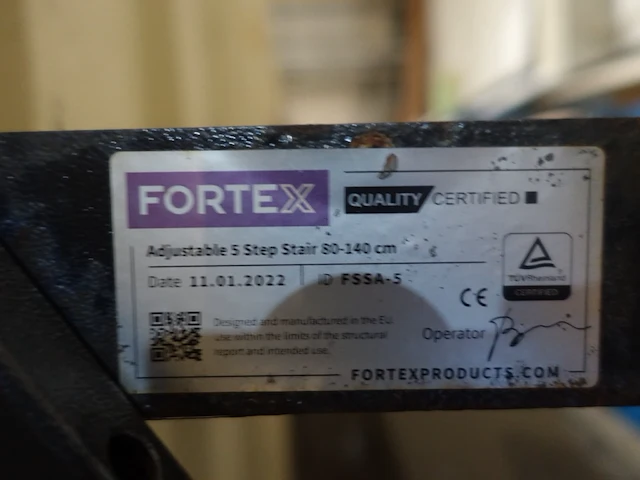 FORTEX QUALITY CERTIFIED
Adjustable 5 Step Stair 80-140 cm
Date 11.01.2022 ID FSSA-5
CE
TÜVRheinland
CERTIFIED
Designed and manufactured in the EU
use within the limits of the structural
report and intended use.
Operator
FORTEXPRODUCTS.COM